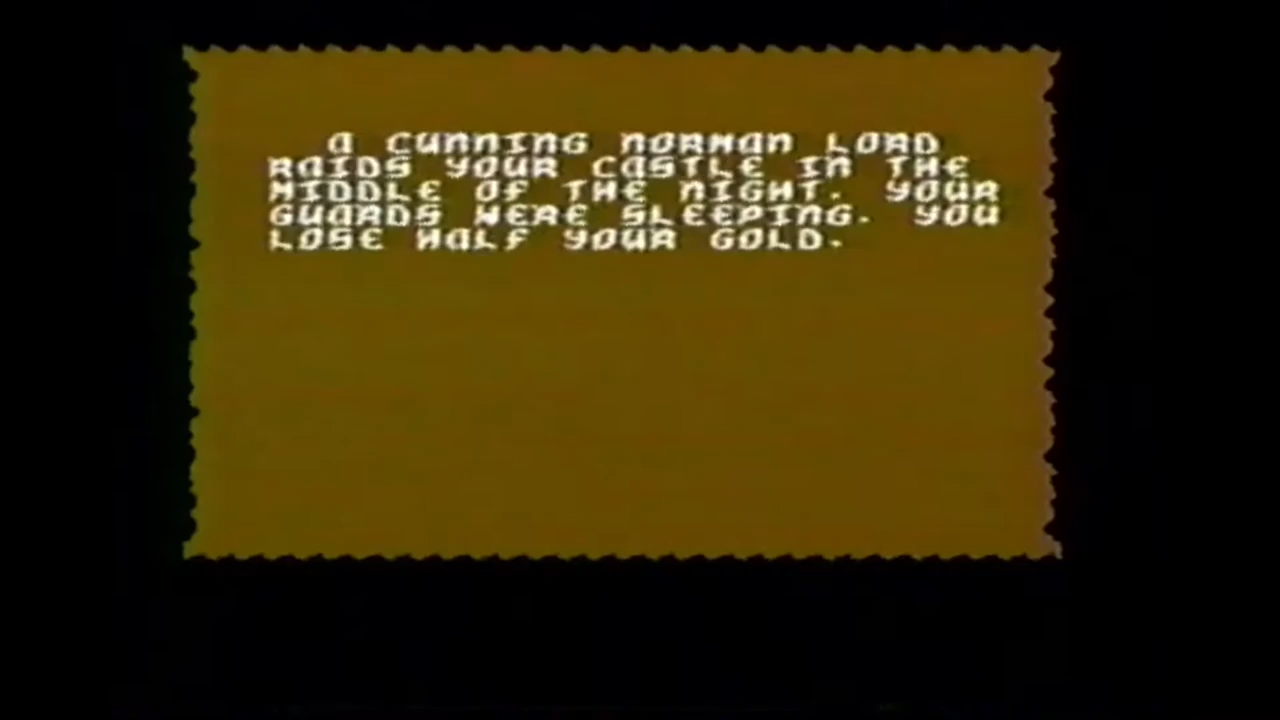 A CUNNING NORMAN LORD
RAIDS YOUR CASTLE IN THE
MIDDLE OF THE NIGHT. YOUR
GUARDS WERE SLEEPING. YOU
LOSE HALF YOUR GOLD.